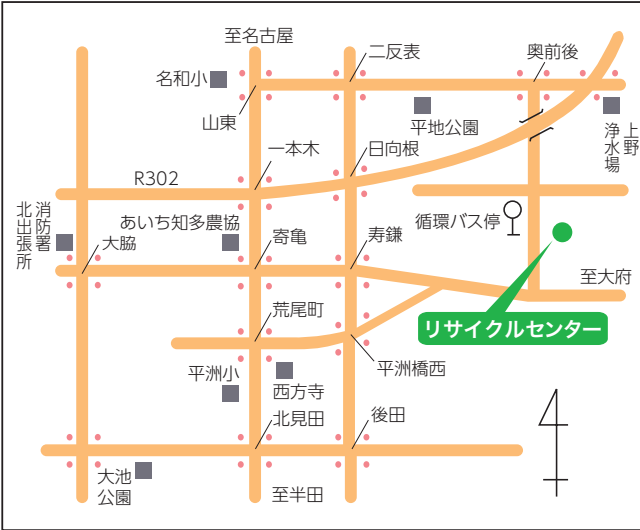 至名古屋
二反表
奥前後
名和小
山東
平地公園
上野
浄水場
一本木
日向根
R302
消防署
北出張所
あいち知多農協
循環バス停
大脇
寄亀
寿鎌
至大府
荒尾町
リサイクルセンター
平洲小
西方寺
平洲橋西
北見田
後田
大池
公園
至半田